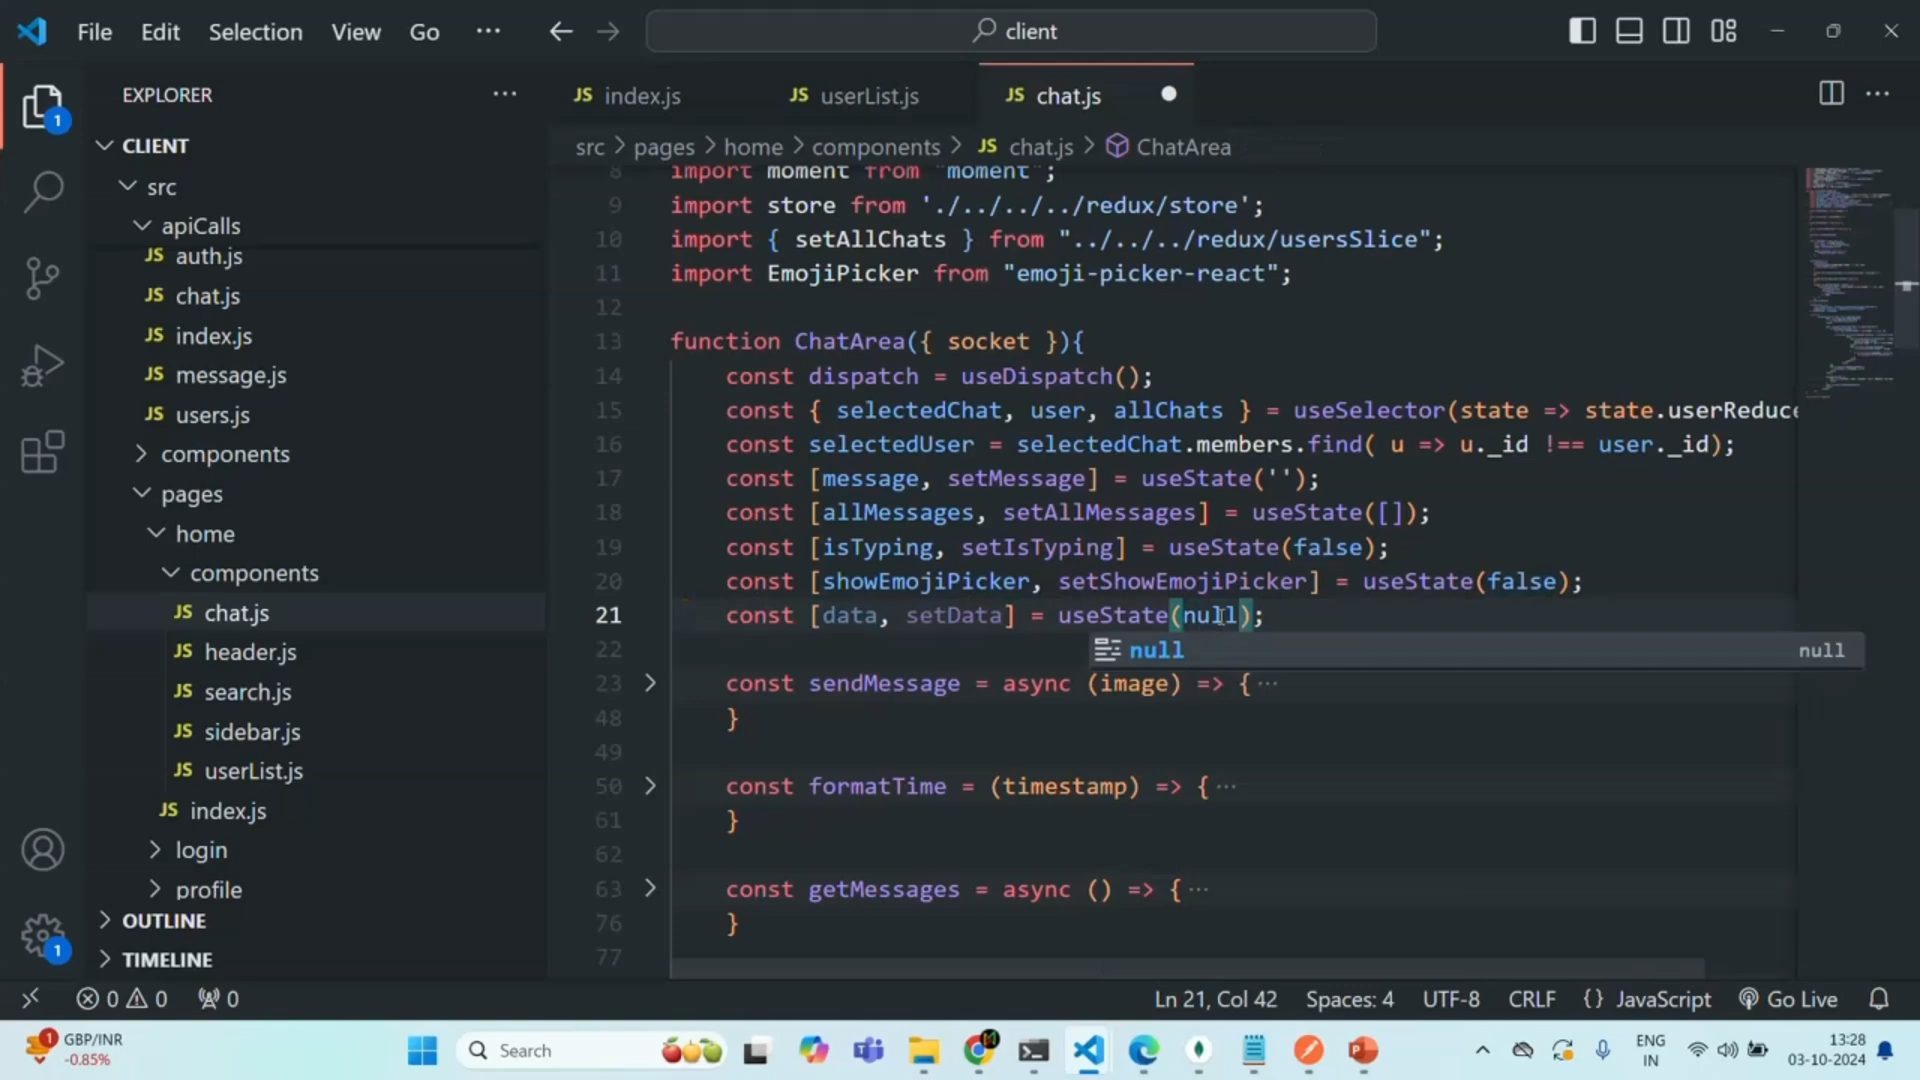 File Edit Selection View Go ··· client
EXPLORER ···
1
CLIENT
src
apiCalls
JS auth.js
JS chat.js
JS index.js
JS message.js
JS users.js
components
pages
home
components
JS chat.js
JS header.js
JS search.js
JS sidebar.js
JS userList.js
JS index.js
login
profile
1
OUTLINE
TIMELINE
JS index.js JS userList.js JS chat.js ···
src > pages > home > components > JS chat.js > ChatArea
8 import moment from "moment";
9 import store from './../../../redux/store';
10 import { setAllChats } from "../../../redux/usersSlice";
11 import EmojiPicker from "emoji-picker-react";
12
13 function ChatArea({ socket }){
14 const dispatch = useDispatch();
15 const { selectedChat, user, allChats } = useSelector(state => state.userReduce
16 const selectedUser = selectedChat.members.find( u => u._id !== user._id);
17 const [message, setMessage] = useState('');
18 const [allMessages, setAllMessages] = useState([]);
19 const [isTyping, setIsTyping] = useState(false);
20 const [showEmojiPicker, setShowEmojiPicker] = useState(false);
21 const [data, setData] = useState(null);
22 null null
23 const sendMessage = async (image) => {···
48 }
49
50 const formatTime = (timestamp) => {···
61 }
62
63 const getMessages = async () => {···
76 }
77
0 0 0 Ln 21, Col 42 Spaces: 4 UTF-8 CRLF {} JavaScript Go Live
1 GBP/INR
-0.85%
Search
ENG
IN
13:28
03-10-2024